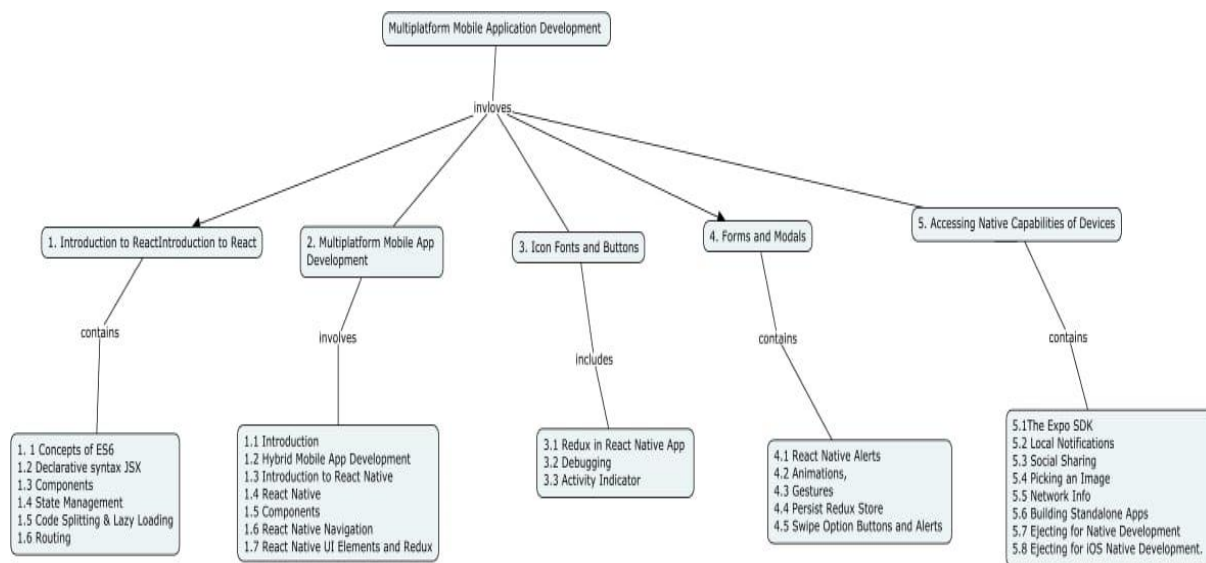 Multiplatform Mobile Application Development
invloves
1. Introduction to ReactIntroduction to React
2. Multiplatform Mobile App
Development
3. Icon Fonts and Buttons
4. Forms and Modals
5. Accessing Native Capabilities of Devices
contains
involves
includes
contains
contains
1. 1 Concepts of ES6
1.2 Declarative syntax JSX
1.3 Components
1.4 State Management
1.5 Code Splitting & Lazy Loading
1.6 Routing
1.1 Introduction
1.2 Hybrid Mobile App Development
1.3 Introduction to React Native
1.4 React Native
1.5 Components
1.6 React Native Navigation
1.7 React Native UI Elements and Redux
3.1 Redux in React Native App
3.2 Debugging
3.3 Activity Indicator
4.1 React Native Alerts
4.2 Animations,
4.3 Gestures
4.4 Persist Redux Store
4.5 Swipe Option Buttons and Alerts
5.1The Expo SDK
5.2 Local Notifications
5.3 Social Sharing
5.4 Picking an Image
5.5 Network Info
5.6 Building Standalone Apps
5.7 Ejecting for Native Development
5.8 Ejecting for iOS Native Development.